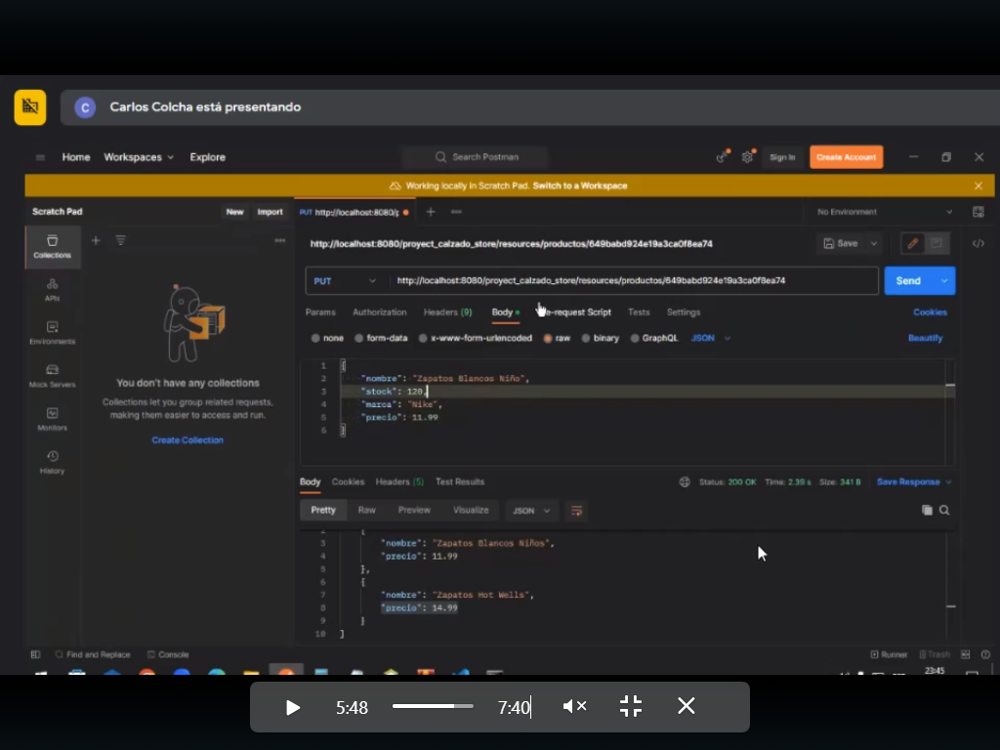 C Carlos Colcha está presentando
Home Workspaces Explore Search Postman Sign In Create Account
Working locally in Scratch Pad. Switch to a Workspace
Scratch Pad New Import PUT http://localhost:8080/p No Environment
http://localhost:8080/proyect_calzado_store/resources/productos/649babd924e19a3ca0f8ea74 Save
PUT http://localhost:8080/proyect_calzado_store/resources/productos/649babd924e19a3ca0f8ea74 Send
Params Authorization Headers (9) Body e-request Script Tests Settings Cookies
none form-data x-www-form-urlencoded raw binary GraphQL JSON Beautify
Collections
APIs
Environments
Mock Servers
Monitors
History
You don't have any collections
Collections let you group related requests,
making them easier to access and run.
Create Collection
1 {
2 "nombre": "Zapatos Blancos Niño",
3 "stock": 120,
4 "marca": "Nike",
5 "precio": 11.99
6 }
Body Cookies Headers (5) Test Results Status: 200 OK Time: 2.39 s Size: 341 B Save Response
Pretty Raw Preview Visualize JSON
2 {
3 "nombre": "Zapatos Blancos Niños",
4 "precio": 11.99
5 },
6 {
7 "nombre": "Zapatos Hot Wells",
8 "precio": 14.99
9 }
10 ]
Find and Replace Console Runner Trash
23:45
5:48 7:40